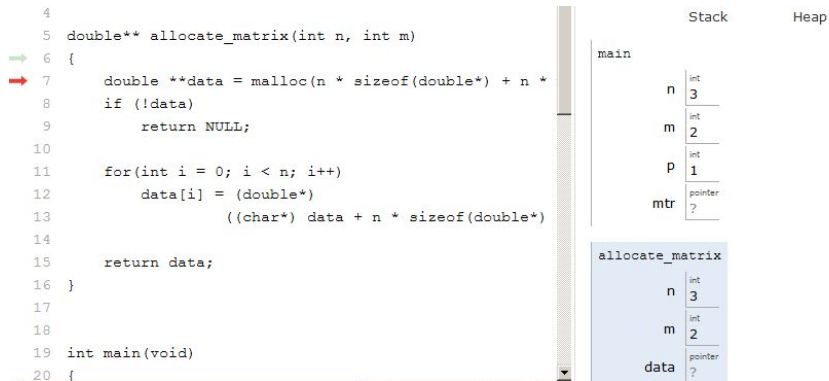 4
5 double** allocate_matrix(int n, int m)
6 {
7 double **data = malloc(n * sizeof(double*) + n *
8 if (!data)
9 return NULL;
10
11 for(int i = 0; i < n; i++)
12 data[i] = (double*)
13 ((char*) data + n * sizeof(double*)
14
15 return data;
16 }
17
18
19 int main(void)
20 {
Stack Heap
main
int
n 3
int
m 2
int
p 1
pointer
mtr ?
allocate_matrix
int
n 3
int
m 2
pointer
data ?